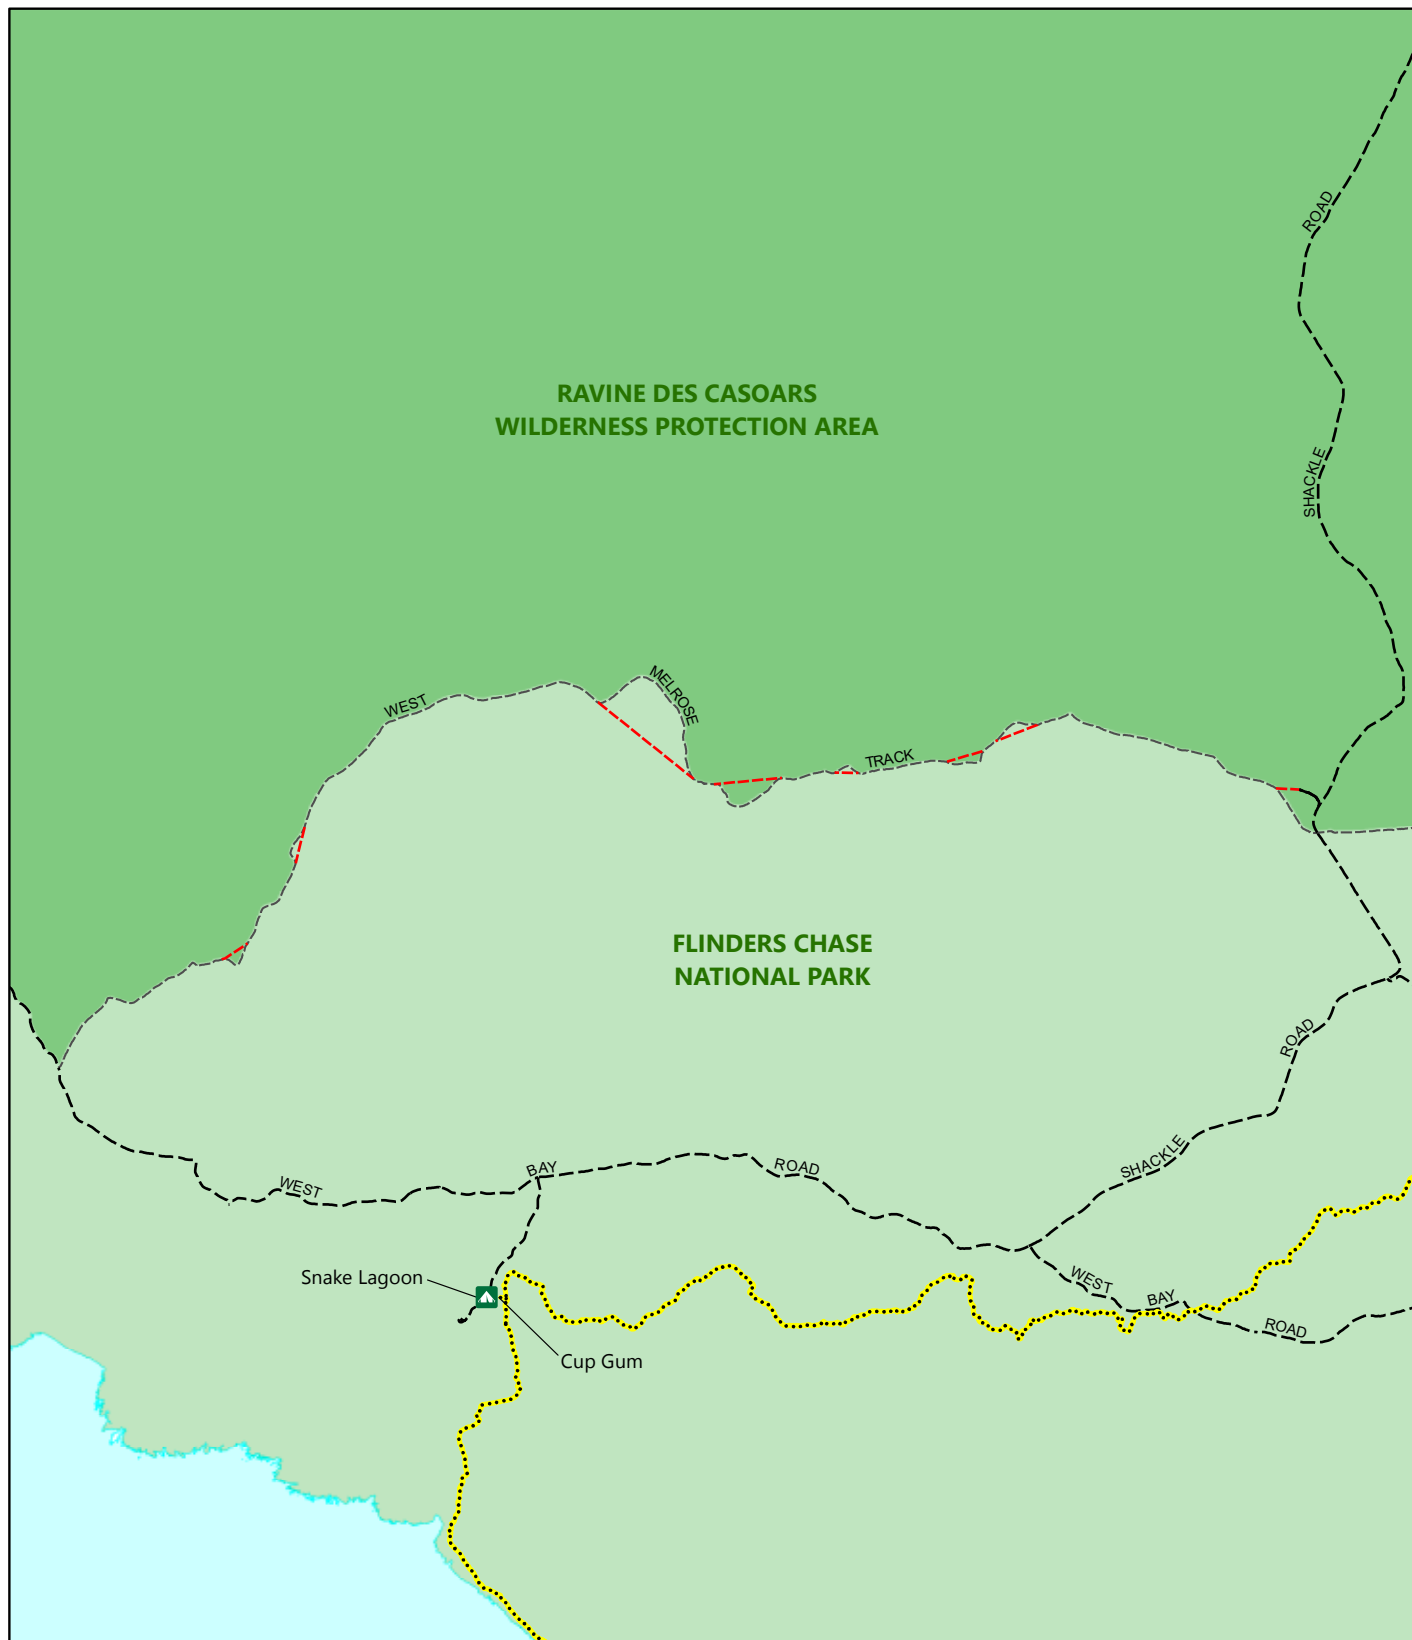 ROAD
RAVINE DES CASOARS
WILDERNESS PROTECTION AREA
SHACKLE
WEST
MELROSE
TRACK
FLINDERS CHASE
NATIONAL PARK
ROAD
SHACKLE
WEST
BAY
ROAD
Snake Lagoon
WEST
BAY
ROAD
Cup Gum